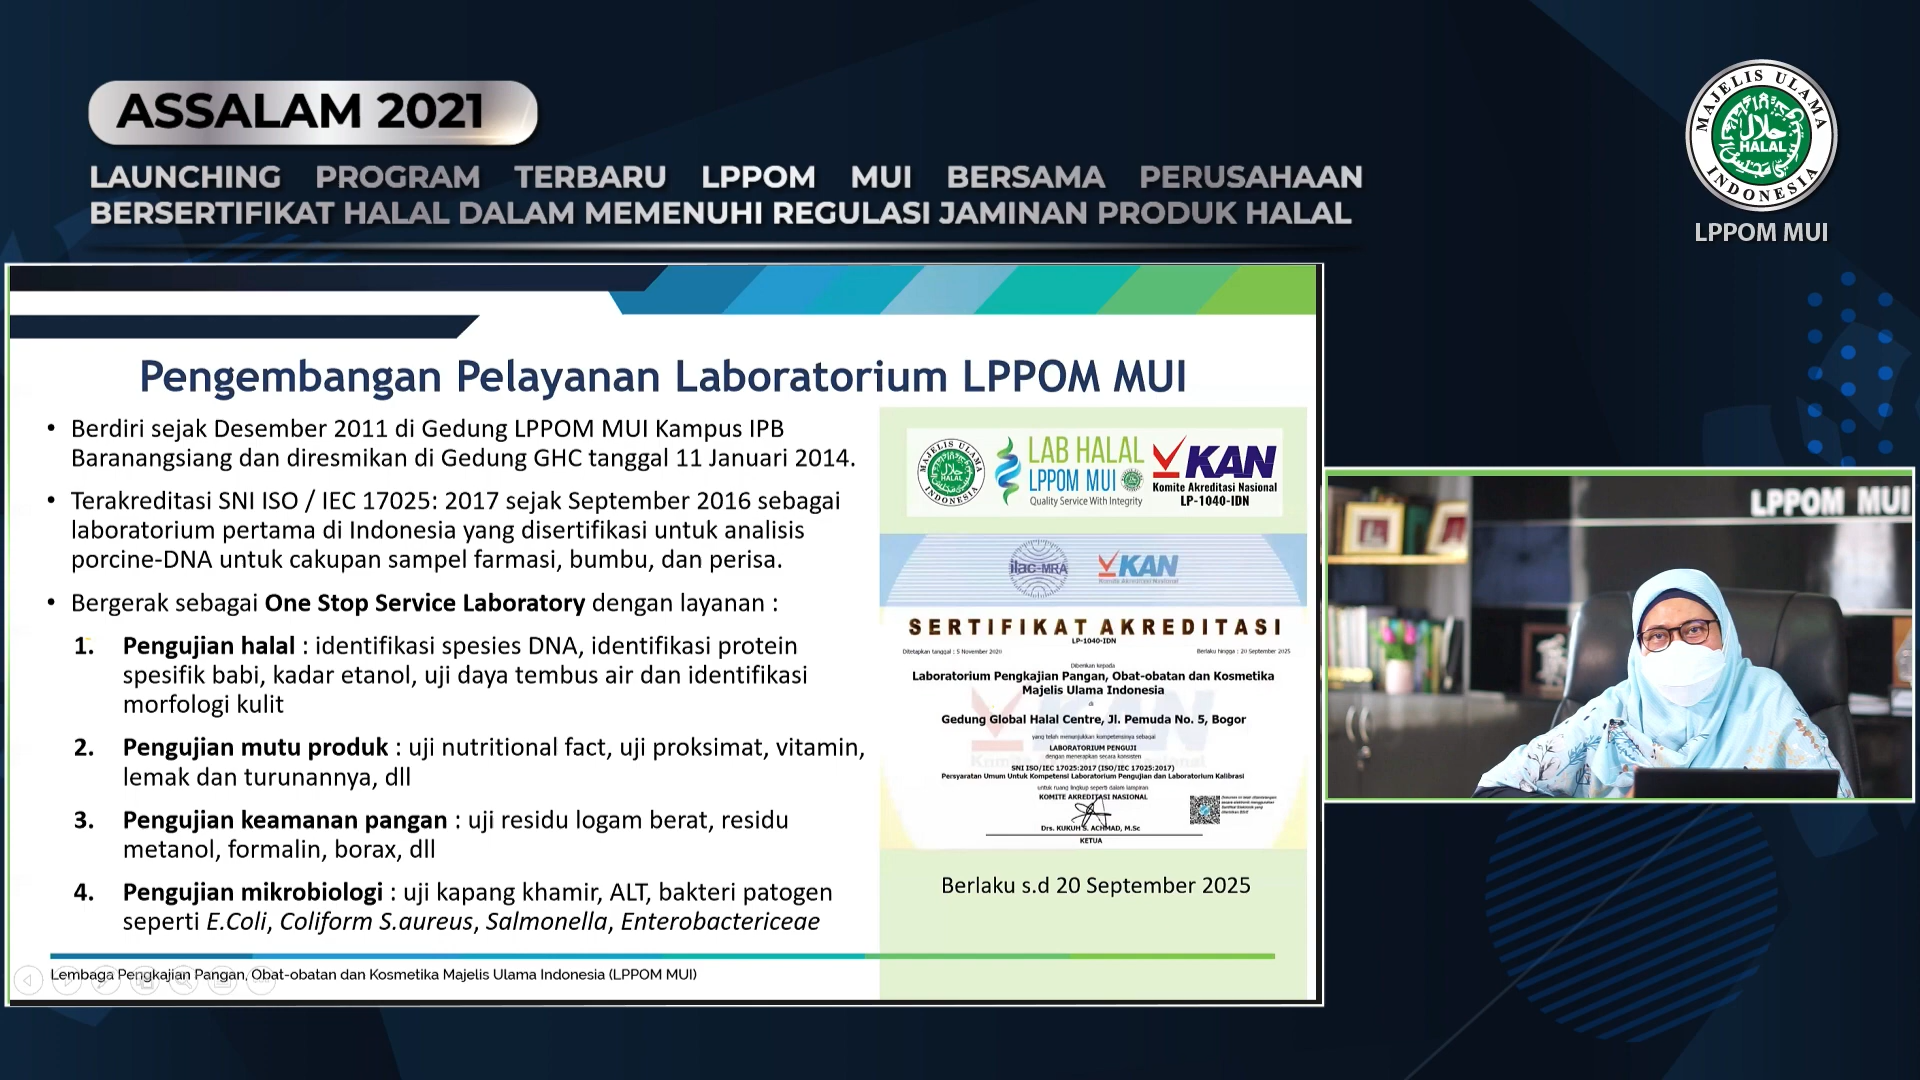 ASSALAM 2021
LAUNCHING PROGRAM TERBARU LPPOM MUI BERSAMA PERUSAHAAN
BERSERTIFIKAT HALAL DALAM MEMENUHI REGULASI JAMINAN PRODUK HALAL
MAJELIS ULAMA
حلال
HALAL
INDONESIA
LPPOM MUI
Pengembangan Pelayanan Laboratorium LPPOM MUI
• Berdiri sejak Desember 2011 di Gedung LPPOM MUI Kampus IPB
Baranangsiang dan diresmikan di Gedung GHC tanggal 11 Januari 2014.
• Terakreditasi SNI ISO / IEC 17025: 2017 sejak September 2016 sebagai
laboratorium pertama di Indonesia yang disertifikasi untuk analisis
porcine-DNA untuk cakupan sampel farmasi, bumbu, dan perisa.
• Bergerak sebagai One Stop Service Laboratory dengan layanan :
1. Pengujian halal : identifikasi spesies DNA, identifikasi protein
spesifik babi, kadar etanol, uji daya tembus air dan identifikasi
morfologi kulit
2. Pengujian mutu produk : uji nutritional fact, uji proksimat, vitamin,
lemak dan turunannya, dll
3. Pengujian keamanan pangan : uji residu logam berat, residu
metanol, formalin, borax, dll
4. Pengujian mikrobiologi : uji kapang khamir, ALT, bakteri patogen
seperti E.Coli, Coliform S.aureus, Salmonella, Enterobactericeae
Lembaga Pengkajian Pangan, Obat-obatan dan Kosmetika Majelis Ulama Indonesia (LPPOM MUI)
MAJELIS ULAMA
HALAL
INDONESIA
LAB HALAL
LPPOM MUI
Quality Service With Integrity
KAN
Komite Akreditasi Nasional
LP-1040-IDN
ilac-MRA
KAN
Komite Akreditasi Nasional
SERTIFIKAT AKREDITASI
LP-1040-IDN
Ditetapkan tanggal : 5 November 2020
Berlaku hingga : 20 September 2025
Diberikan kepada
Laboratorium Pengkajian Pangan, Obat-obatan dan Kosmetika
Majelis Ulama Indonesia
di
Gedung Global Halal Centre, Jl. Pemuda No. 5, Bogor
yang telah menunjukkan kompetensinya sebagai
LABORATORIUM PENGUJI
dengan menerapkan secara konsisten
SNI ISO/IEC 17025:2017 (ISO/IEC 17025:2017)
Persyaratan Umum Untuk Kompetensi Laboratorium Pengujian dan Laboratorium Kalibrasi
untuk ruang lingkup seperti dalam lampiran
KOMITE AKREDITASI NASIONAL
Drs. KUKUH S. ACHMAD, M.Sc
KETUA
Berlaku s.d 20 September 2025
LPPOM MUI